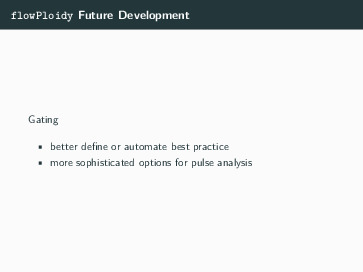 flowPloidy Future Development
Gating
• better define or automate best practice
• more sophisticated options for pulse analysis